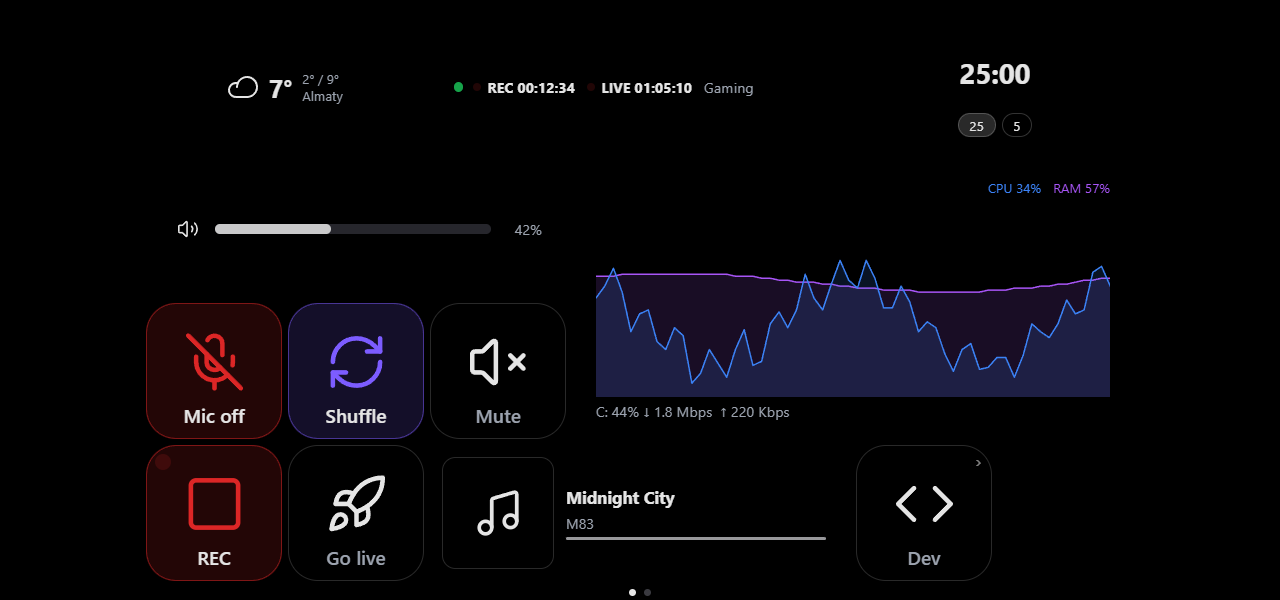 7° 2° / 9°
Almaty
REC 00:12:34 LIVE 01:05:10 Gaming
25:00
25 5
CPU 34% RAM 57%
42%
C: 44% ↓ 1.8 Mbps ↑ 220 Kbps
Mic off
Shuffle
Mute
REC
Go live
Midnight City
M83
Dev